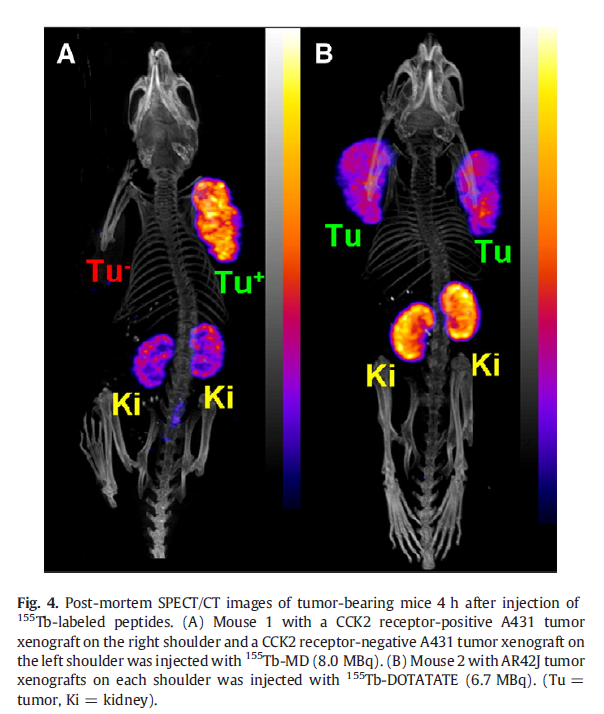 A
B
Tu
Tu
Tu-
Tu+
Ki
Ki
Ki
Ki
Fig. 4. Post-mortem SPECT/CT images of tumor-bearing mice 4 h after injection of
155Tb-labeled peptides. (A) Mouse 1 with a CCK2 receptor-positive A431 tumor
xenograft on the right shoulder and a CCK2 receptor-negative A431 tumor xenograft on
the left shoulder was injected with 155Tb-MD (8.0 MBq). (B) Mouse 2 with AR42J tumor
xenografts on each shoulder was injected with 155Tb-DOTATATE (6.7 MBq). (Tu =
tumor, Ki = kidney).